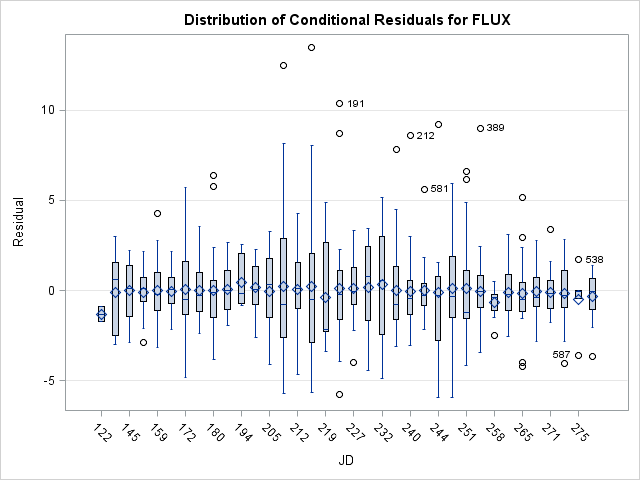 Distribution of Conditional Residuals for FLUX
10
5
0
-5
Residual
191
212
581
389
538
587
122 145 159 172 180 194 205 212 219 227 232 240 244 251 258 265 271 275
JD